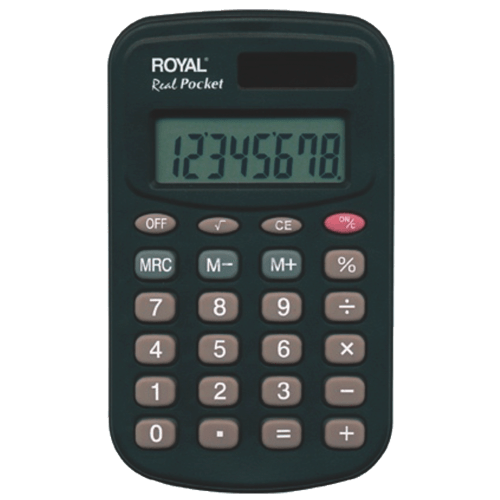 ROYAL®
Real Pocket
12345678
OFF √ CE ON/C
MRC M− M+ %
7 8 9 ÷
4 5 6 ×
1 2 3 −
0 . = +